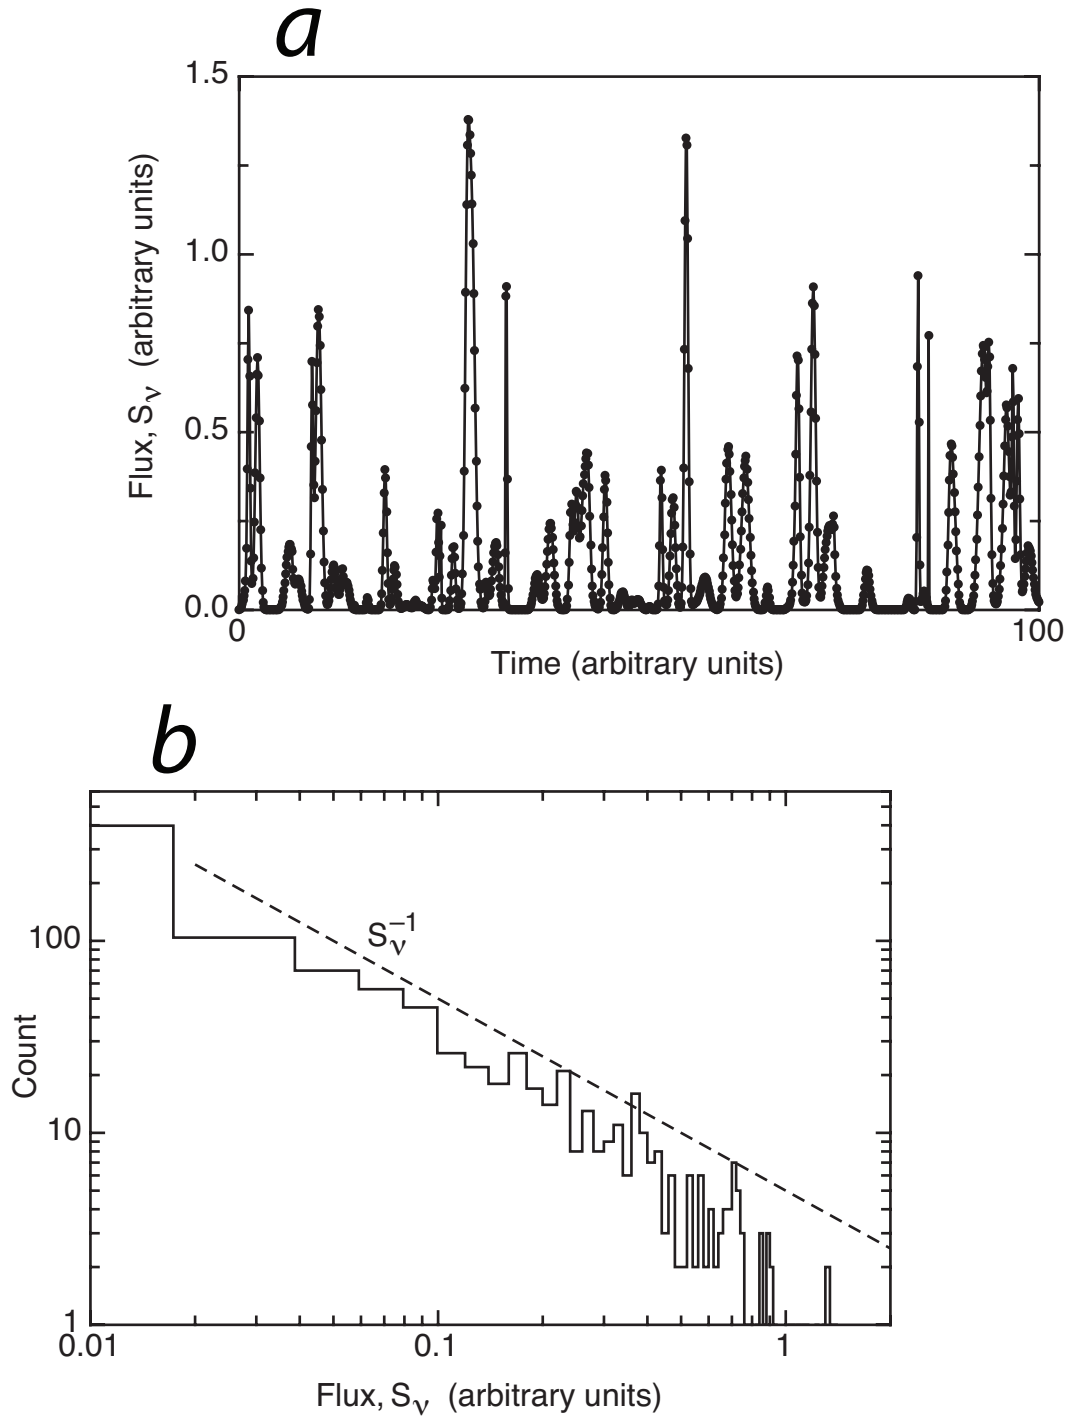 a
1.5
1.0
0.5
0.0
Flux, Sν (arbitrary units)
0
100
Time (arbitrary units)
b
Sν⁻¹
100
10
1
Count
0.01
0.1
1
Flux, Sν (arbitrary units)